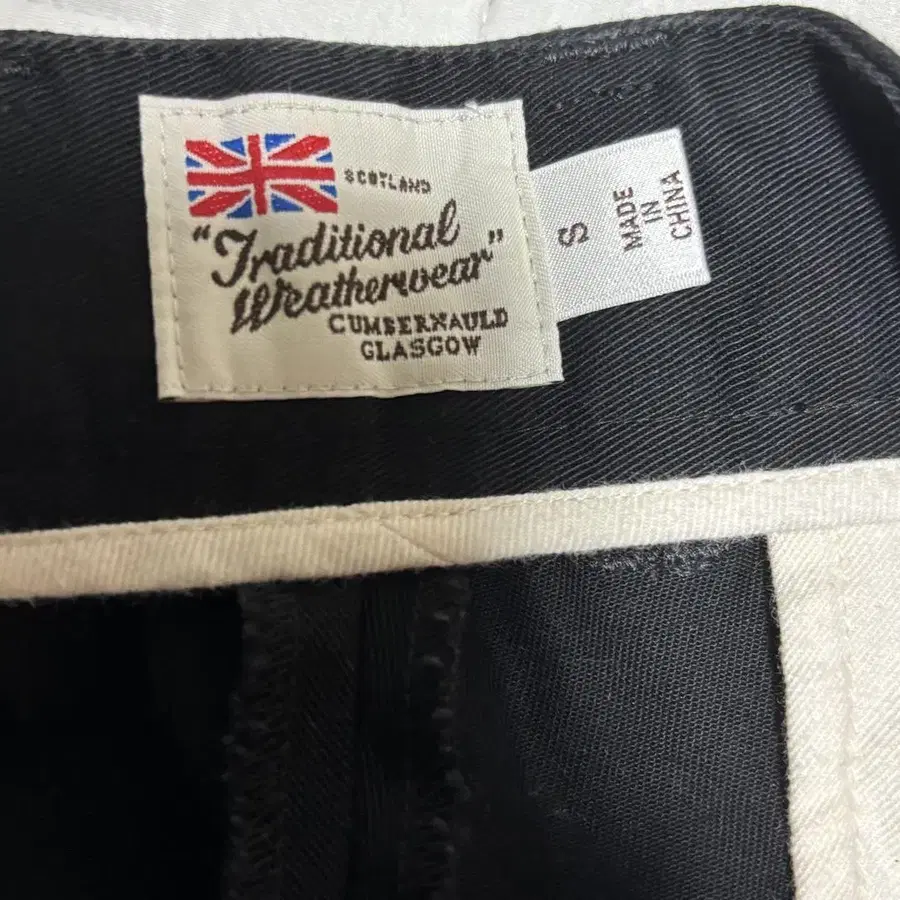 SCOTLAND
"Traditional
Weatherwear"
CUMBERNAULD
GLASGOW
S
MADE
IN
CHINA